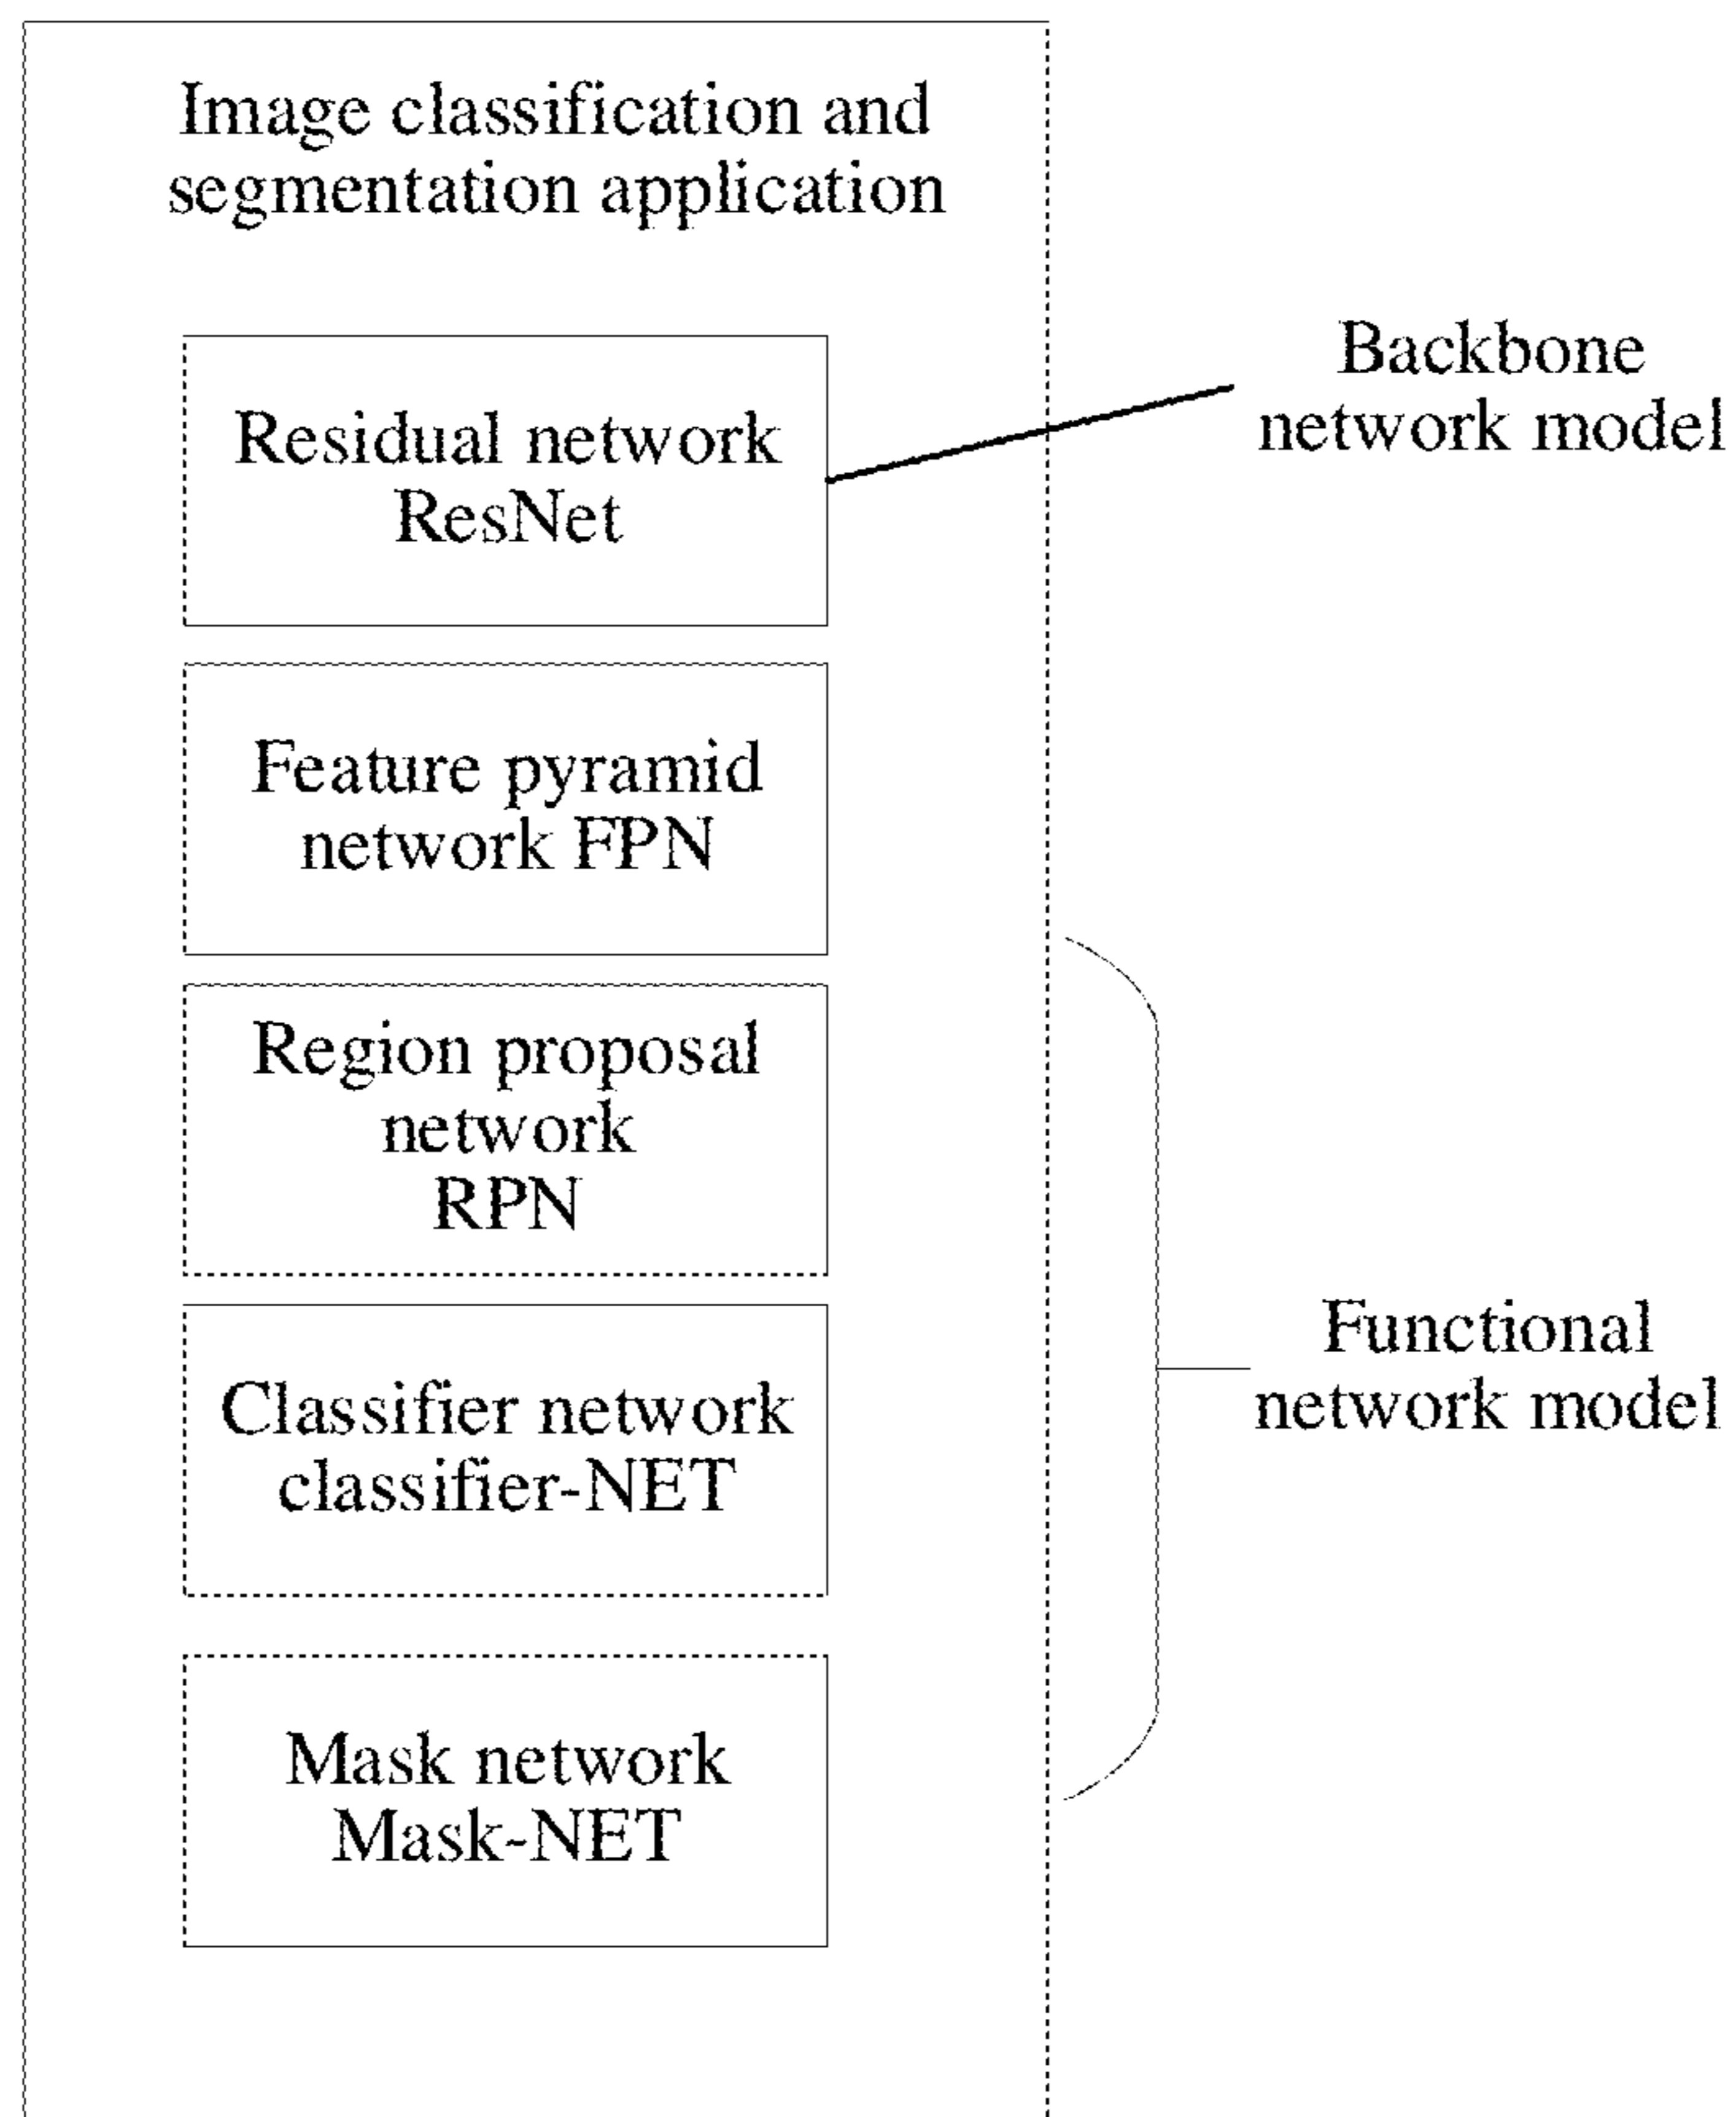 Image classification and
segmentation application
Backbone
network model
Residual network
ResNet
Feature pyramid
network FPN
Region proposal
network
RPN
Functional
network model
Classifier network
classifier-NET
Mask network
Mask-NET